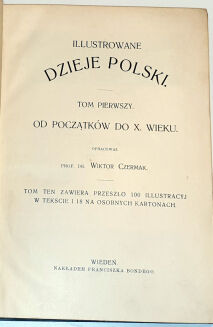 ILLUSTROWANE
DZIEJE POLSKI.
TOM PIERWSZY.
OD POCZĄTKÓW DO X. WIEKU.
OPRACOWAŁ
PROF. DR. WIKTOR CZERMAK.
TOM TEN ZAWIERA PRZESZŁO 100 ILLUSTRACYJ
W TEKŚCIE I 18 NA OSOBNYCH KARTONACH.
WIEDEŃ.
NAKŁADEM FRANCISZKA BONDEGO.